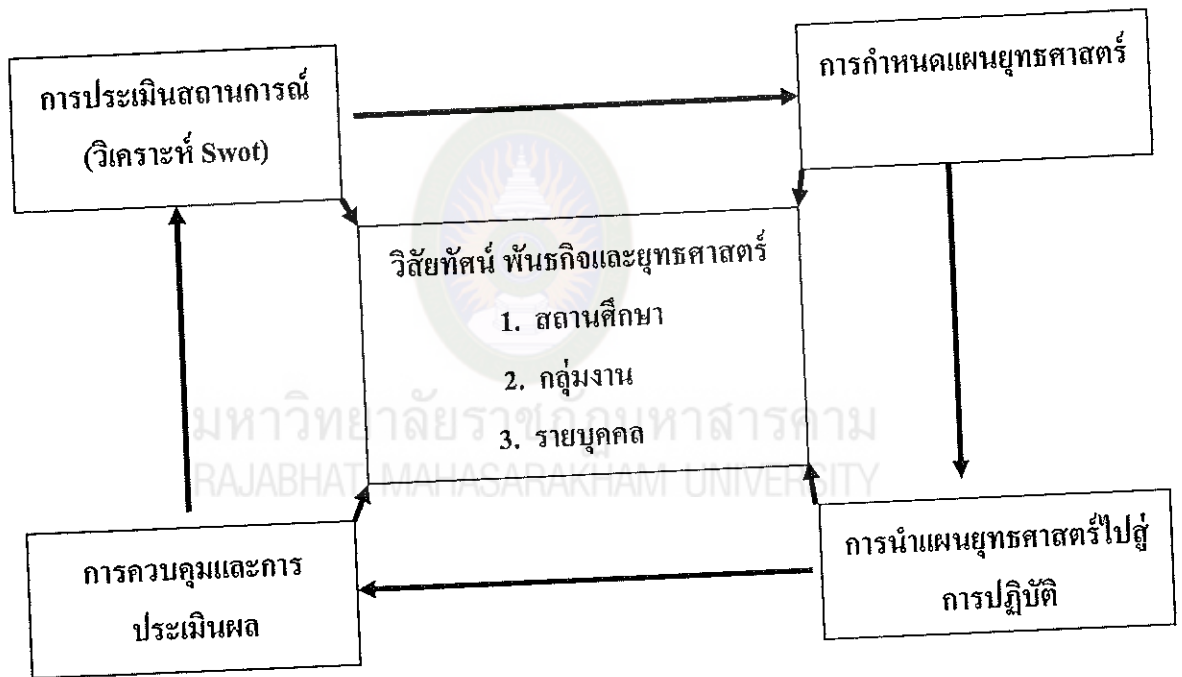 การประเมินสถานการณ์
(วิเคราะห์ Swot)
การกำหนดแผนยุทธศาสตร์
วิสัยทัศน์ พันธกิจและยุทธศาสตร์
1. สถานศึกษา
2. กลุ่มงาน
3. รายบุคคล
มหาวิทยาลัยราชภัฏมหาสารคาม
RAJABHAT MAHASARAKHAM UNIVERSITY
การควบคุมและการ
ประเมินผล
การนำแผนยุทธศาสตร์ไปสู่
การปฏิบัติ